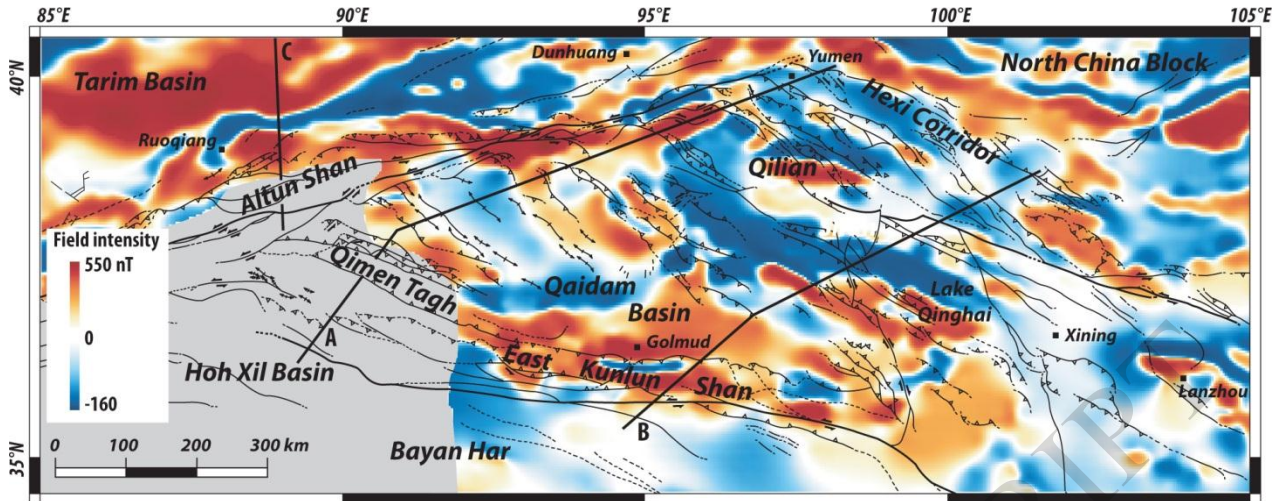 85°E 90°E 95°E 100°E 105°E
40°N
35°N
C
Tarim Basin
Dunhuang
Yumen
North China Block
Hexi Corridor
Ruoqiang
Altun Shan
Qilian
Field intensity
550 nT
0
-160
Qimen Tagh
Qaidam
Basin
Lake
Qinghai
Golmud
Xining
A
Hoh Xil Basin
East Kunlun Shan
Lanzhou
B
Bayan Har
0 100 200 300 km